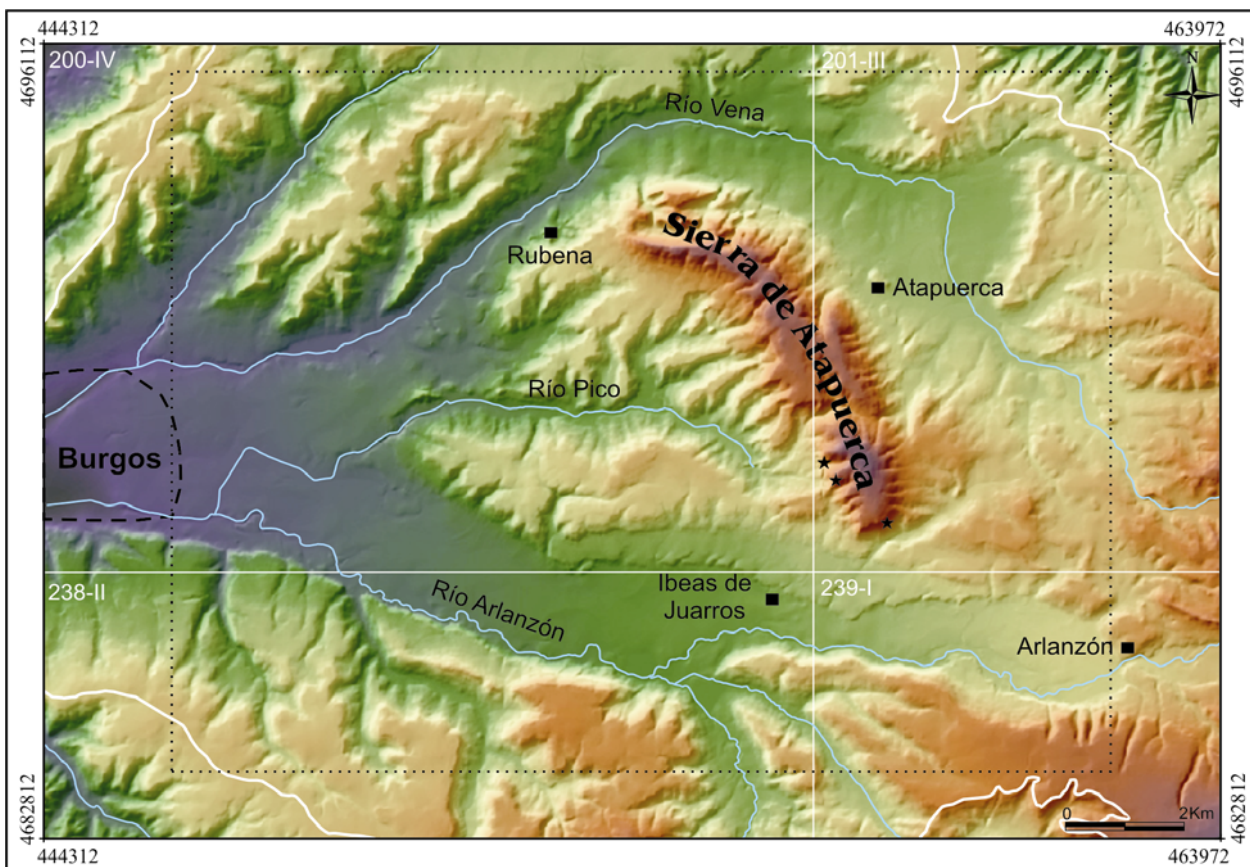 444312
463972
4696112
4696112
200-IV
201-III
N
Río Vena
Sierra de Atapuerca
Rubena
Atapuerca
Río Pico
Burgos
238-II
239-I
Ibeas de
Juarros
Río Arlanzón
Arlanzón
0 2Km
4682812
4682812
444312
463972